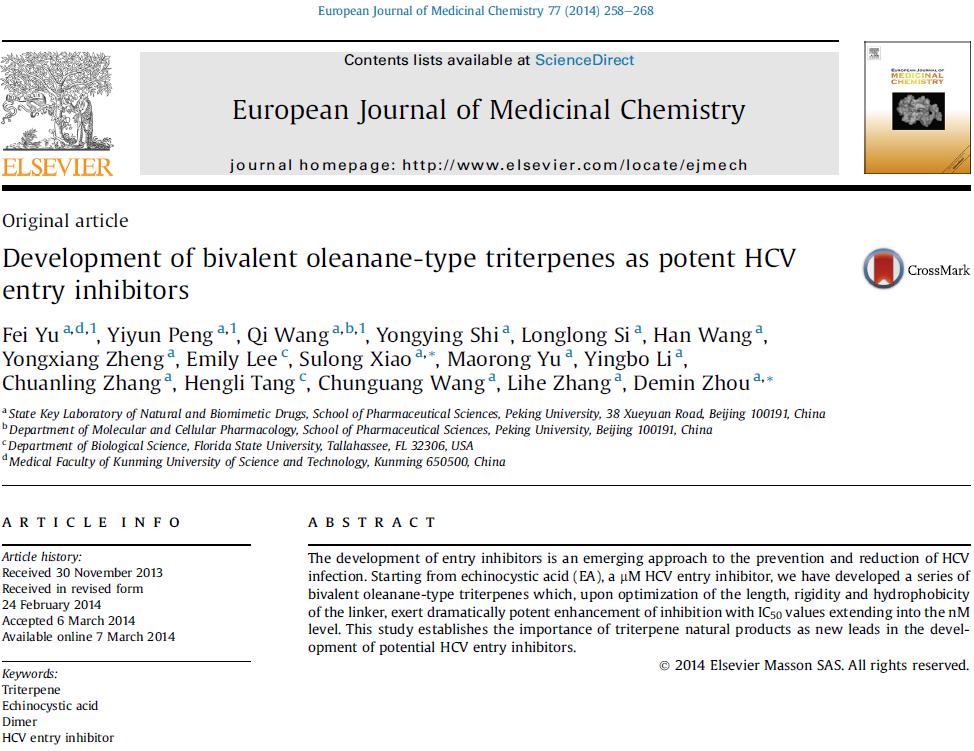 European Journal of Medicinal Chemistry 77 (2014) 258–268
Contents lists available at ScienceDirect
European Journal of Medicinal Chemistry
journal homepage: http://www.elsevier.com/locate/ejmech
ELSEVIER
EUROPEAN JOURNAL OF
MEDICINAL
CHEMISTRY
Original article
Development of bivalent oleanane-type triterpenes as potent HCV
entry inhibitors
CrossMark
Fei Yu a,d,1, Yiyun Peng a,1, Qi Wang a,b,1, Yongying Shi a, Longlong Si a, Han Wang a,
Yongxiang Zheng a, Emily Lee c, Sulong Xiao a,*, Maorong Yu a, Yingbo Li a,
Chuanling Zhang a, Hengli Tang c, Chunguang Wang a, Lihe Zhang a, Demin Zhou a,*
a State Key Laboratory of Natural and Biomimetic Drugs, School of Pharmaceutical Sciences, Peking University, 38 Xueyuan Road, Beijing 100191, China
b Department of Molecular and Cellular Pharmacology, School of Pharmaceutical Sciences, Peking University, Beijing 100191, China
c Department of Biological Science, Florida State University, Tallahassee, FL 32306, USA
d Medical Faculty of Kunming University of Science and Technology, Kunming 650500, China
ARTICLE INFO
Article history:
Received 30 November 2013
Received in revised form
24 February 2014
Accepted 6 March 2014
Available online 7 March 2014
Keywords:
Triterpene
Echinocystic acid
Dimer
HCV entry inhibitor
ABSTRACT
The development of entry inhibitors is an emerging approach to the prevention and reduction of HCV
infection. Starting from echinocystic acid (EA), a μM HCV entry inhibitor, we have developed a series of
bivalent oleanane-type triterpenes which, upon optimization of the length, rigidity and hydrophobicity
of the linker, exert dramatically potent enhancement of inhibition with IC50 values extending into the nM
level. This study establishes the importance of triterpene natural products as new leads in the devel-
opment of potential HCV entry inhibitors.
© 2014 Elsevier Masson SAS. All rights reserved.